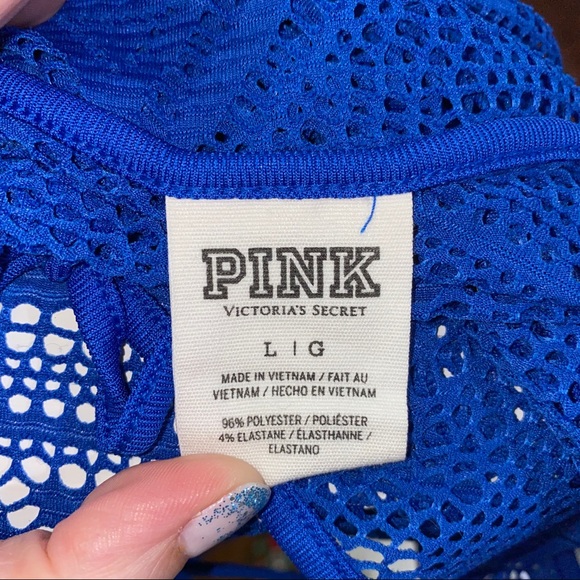 PINK
VICTORIA'S SECRET
L | G
MADE IN VIETNAM / FAIT AU
VIETNAM / HECHO EN VIETNAM
96% POLYESTER / POLIÉSTER
4% ELASTANE / ÉLASTHANNE /
ELASTANO